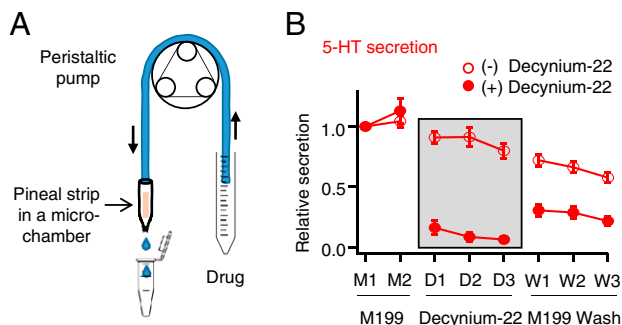 A
Peristaltic
pump
Pineal strip
in a micro-
chamber
Drug
B
5-HT secretion
(-) Decynium-22
(+) Decynium-22
Relative secretion
1.0
0.5
0.0
M1 M2 D1 D2 D3 W1 W2 W3
M199 Decynium-22 M199 Wash